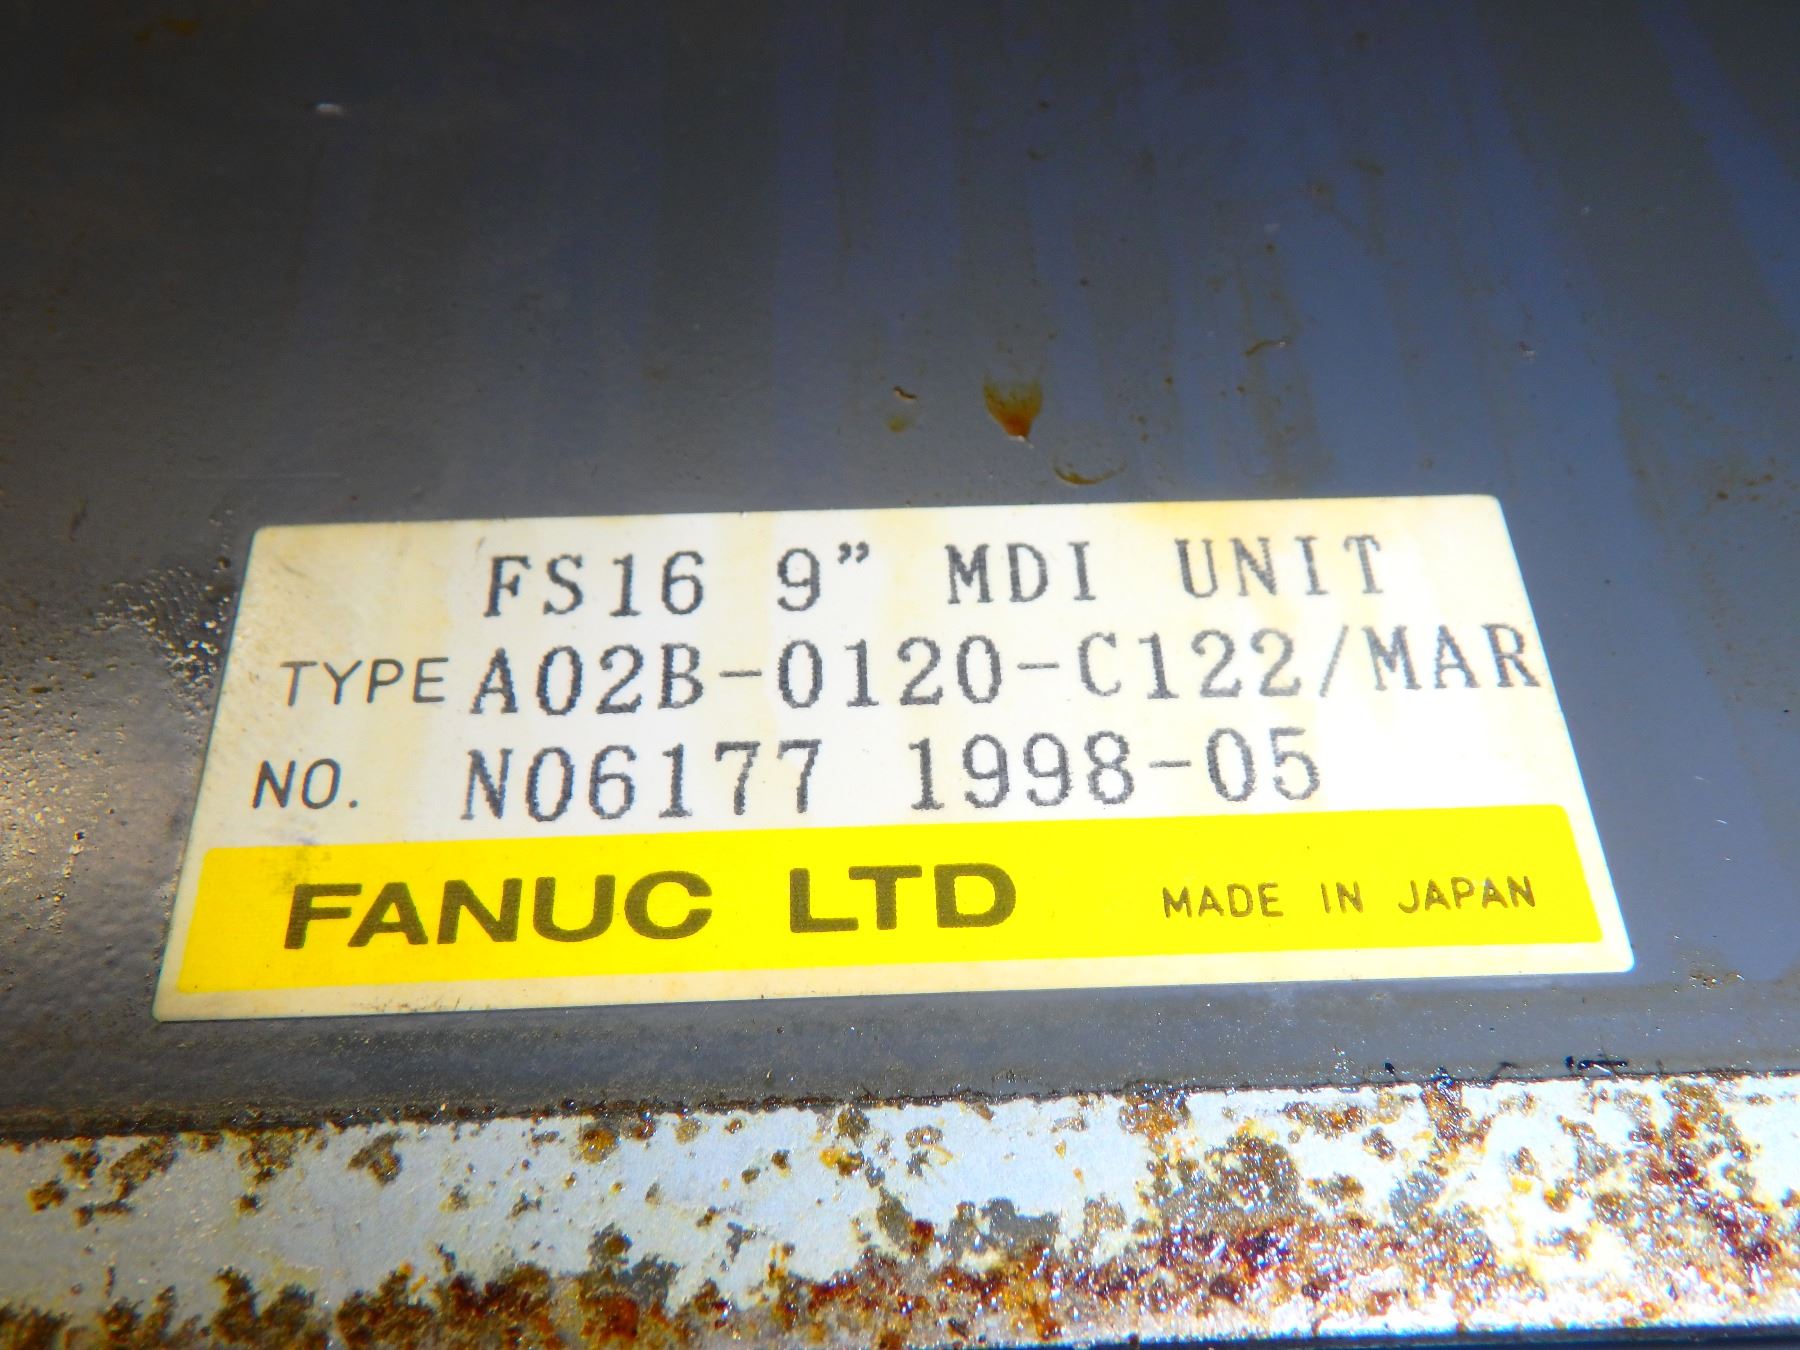 FS16 9” MDI UNIT
TYPE A02B-0120-C122/MAR
NO. N06177 1998-05
FANUC LTD MADE IN JAPAN